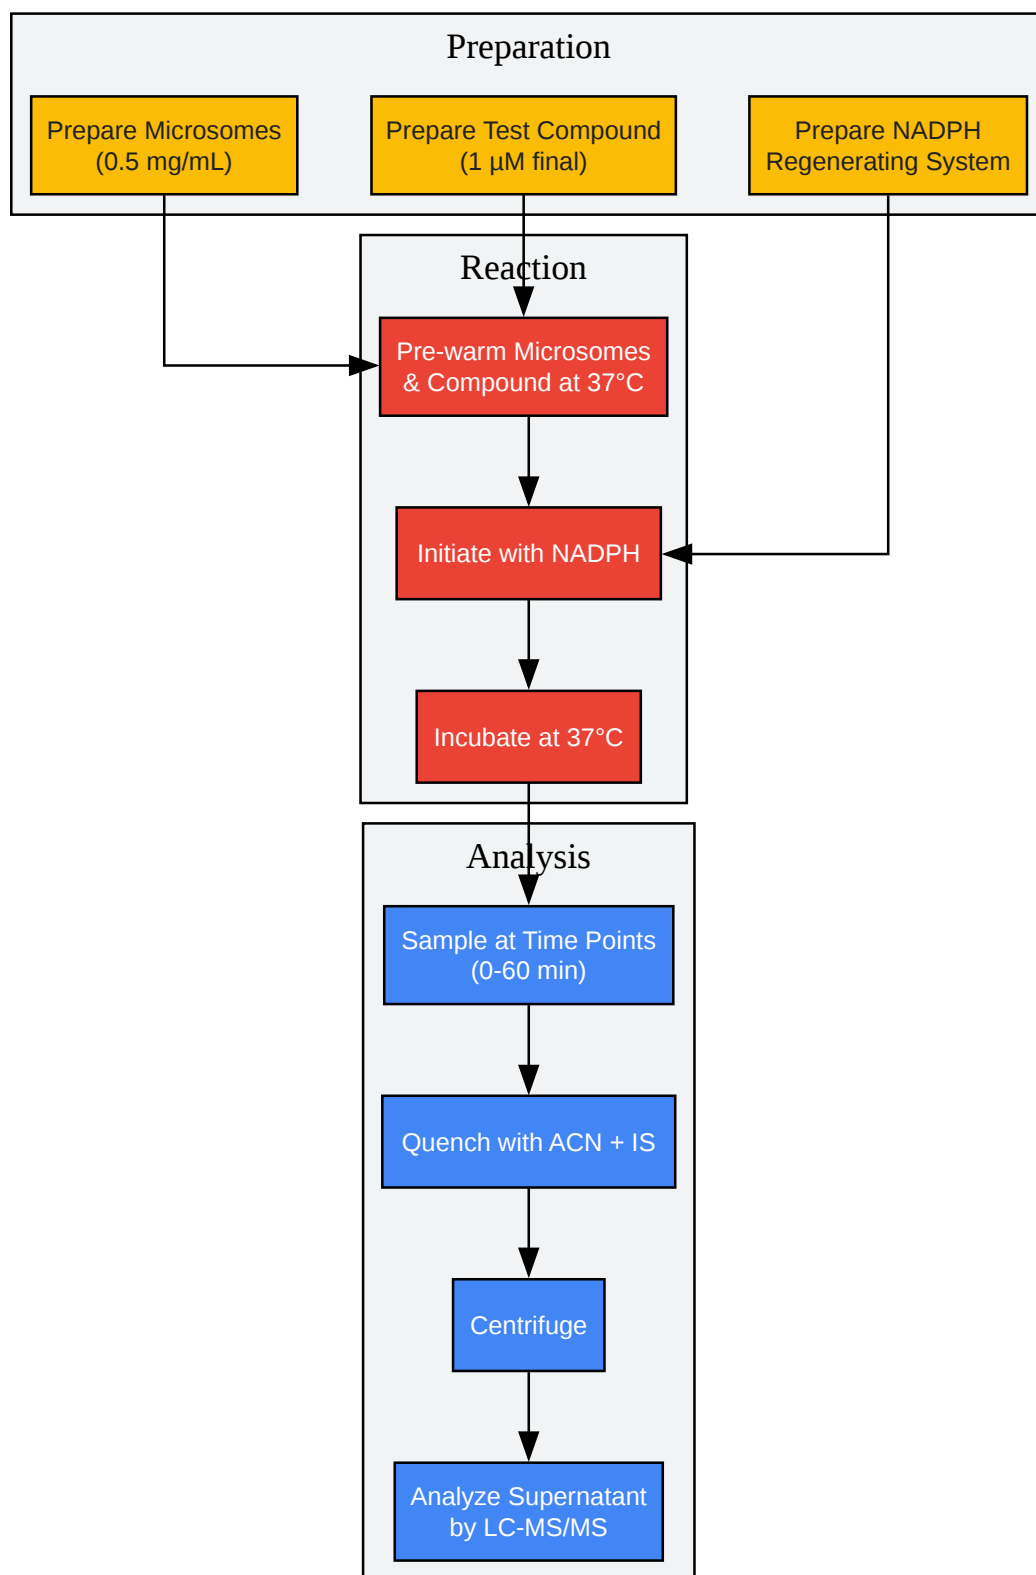 Preparation
Prepare Microsomes
(0.5 mg/mL)
Prepare Test Compound
(1 µM final)
Prepare NADPH
Regenerating System
Reaction
Pre-warm Microsomes
& Compound at 37°C
Initiate with NADPH
Incubate at 37°C
Analysis
Sample at Time Points
(0-60 min)
Quench with ACN + IS
Centrifuge
Analyze Supernatant
by LC-MS/MS